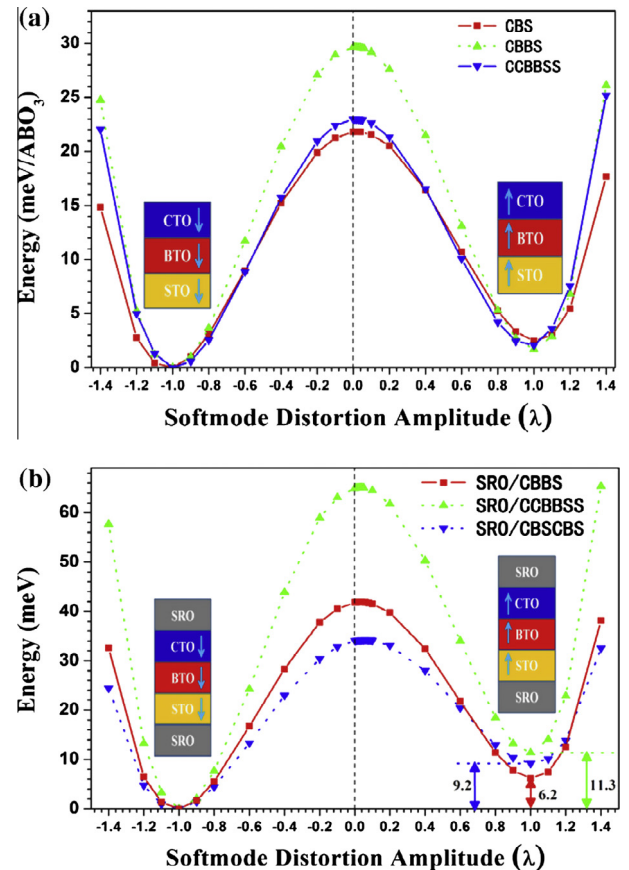 (a)
CBS
CBBS
CCBBSS
Energy (meV/ABO3)
30
25
20
15
10
5
0
CTO
BTO
STO
CTO
BTO
STO
-1.4 -1.2 -1.0 -0.8 -0.6 -0.4 -0.2 0.0 0.2 0.4 0.6 0.8 1.0 1.2 1.4
Softmode Distortion Amplitude (λ)
(b)
SRO/CBBS
SRO/CCBBSS
SRO/CBSCBS
Energy (meV)
60
50
40
30
20
10
0
SRO
CTO
BTO
STO
SRO
SRO
CTO
BTO
STO
SRO
9.2
6.2
11.3
-1.4 -1.2 -1.0 -0.8 -0.6 -0.4 -0.2 0.0 0.2 0.4 0.6 0.8 1.0 1.2 1.4
Softmode Distortion Amplitude (λ)